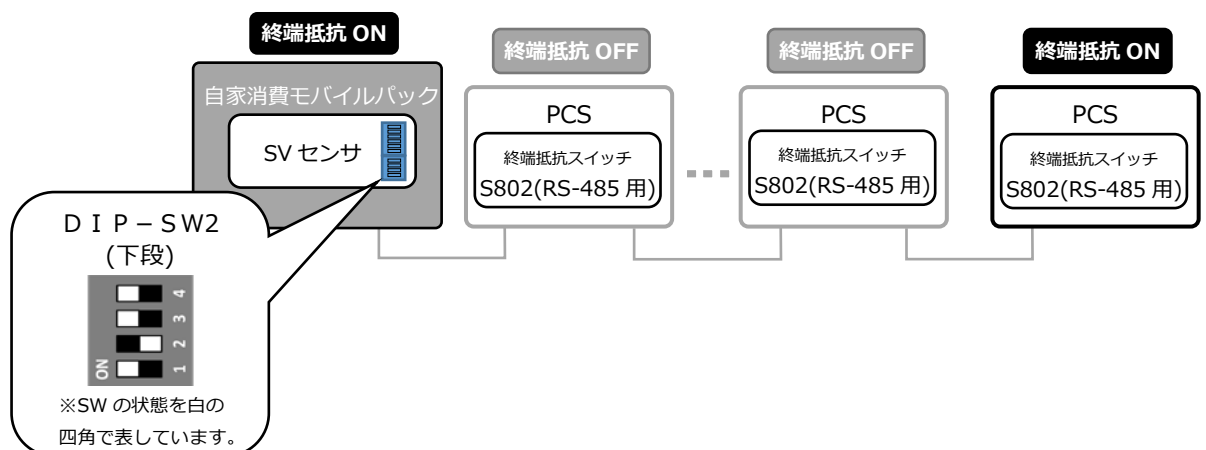 終端抵抗 ON
終端抵抗 OFF
終端抵抗 OFF
終端抵抗 ON
自家消費モバイルパック
SV センサ
PCS
終端抵抗スイッチ
S802(RS-485 用)
PCS
終端抵抗スイッチ
S802(RS-485 用)
PCS
終端抵抗スイッチ
S802(RS-485 用)
ＤＩＰ－ＳＷ2
(下段)
4
3
2
ON 1
※SW の状態を白の
四角で表しています。